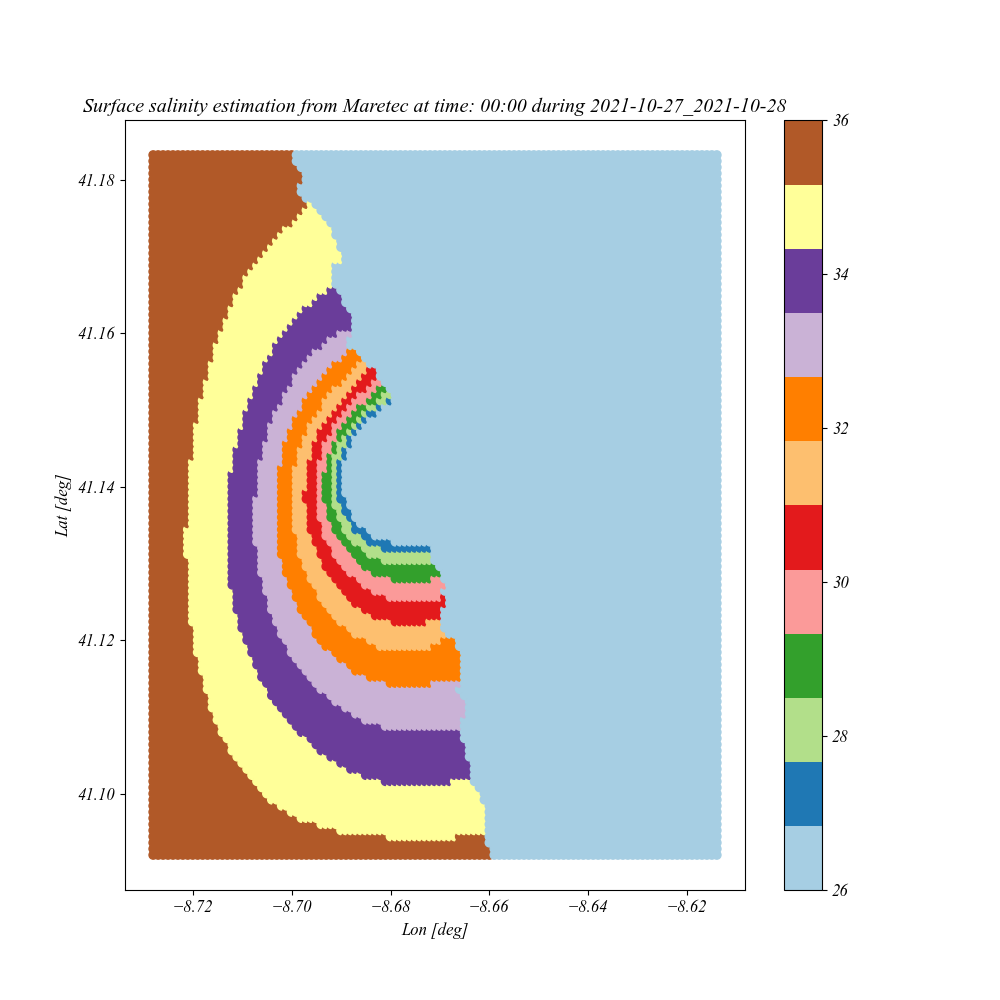 Surface salinity estimation from Maretec at time: 00:00 during 2021-10-27_2021-10-28
36
41.18
34
41.16
32
41.14
Lat [deg]
30
41.12
28
41.10
26
−8.72 −8.70 −8.68 −8.66 −8.64 −8.62
Lon [deg]